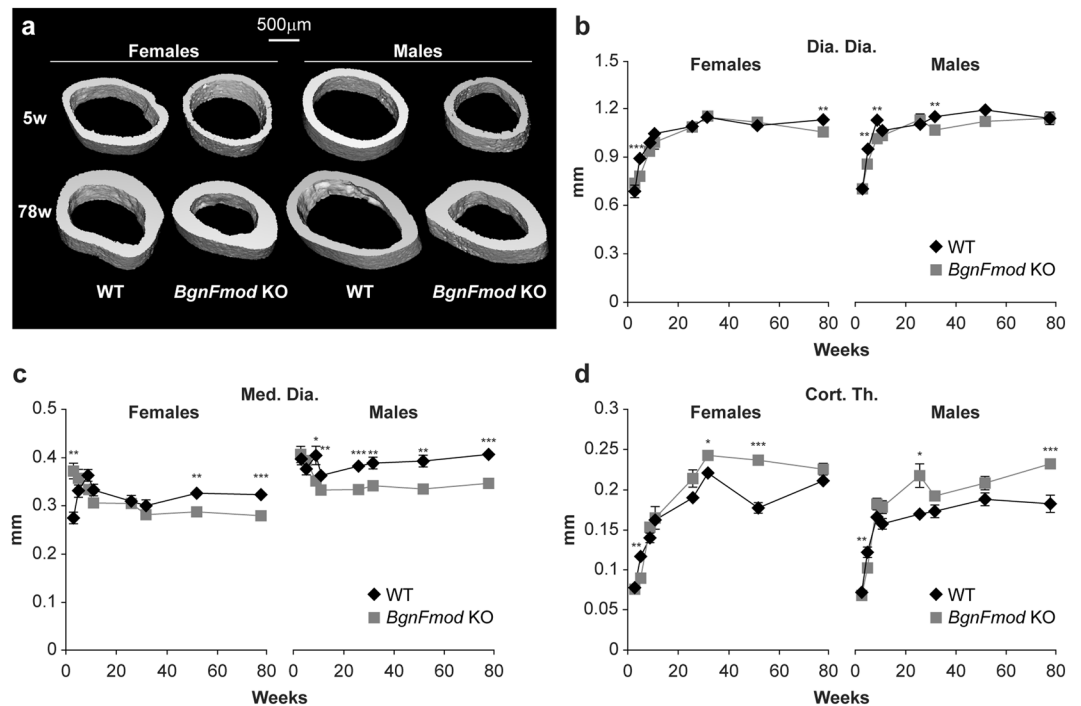 a
500μm
Females Males
5w
78w
WT BgnFmod KO WT BgnFmod KO
b
Dia. Dia.
Females Males
1.5
1.2
0.9
0.6
0.3
0
mm
*** ** ** ** **
WT
BgnFmod KO
0 20 40 60 80 0 20 40 60 80
Weeks
c
Med. Dia.
Females Males
0.5
0.4
0.3
0.2
0.1
0
mm
** ** *** * ** *** ** ** ***
WT
BgnFmod KO
0 20 40 60 80 0 20 40 60 80
Weeks
d
Cort. Th.
Females Males
0.3
0.25
0.2
0.15
0.1
0.05
0
mm
** * *** ** * ***
WT
BgnFmod KO
0 20 40 60 80 0 20 40 60 80
Weeks